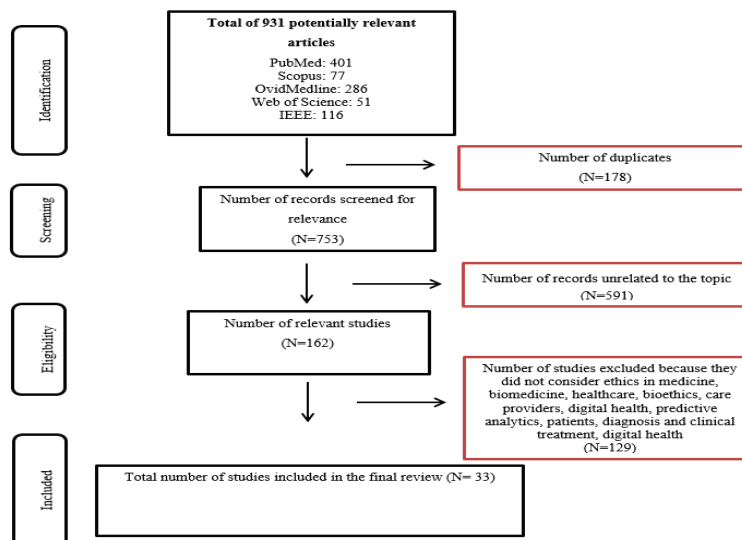 Identification
Total of 931 potentially relevant
articles
PubMed: 401
Scopus: 77
OvidMedline: 286
Web of Science: 51
IEEE: 116
Number of duplicates
(N=178)
Screening
Number of records screened for
relevance
(N=753)
Number of records unrelated to the topic
(N=591)
Eligibility
Number of relevant studies
(N=162)
Number of studies excluded because they
did not consider ethics in medicine,
biomedicine, healthcare, bioethics, care
providers, digital health, predictive
analytics, patients, diagnosis and clinical
treatment, digital health
(N=129)
Included
Total number of studies included in the final review (N= 33)